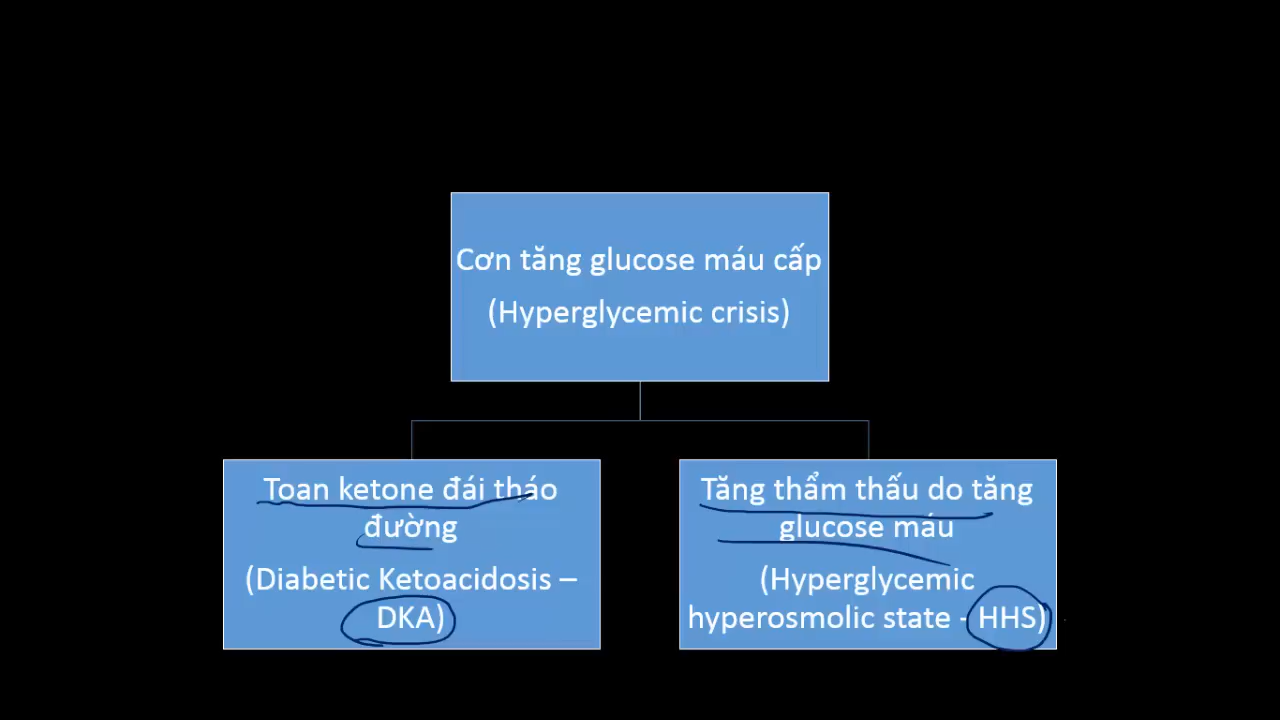 Cơn tăng glucose máu cấp
(Hyperglycemic crisis)
Toan ketone đái tháo
đường
(Diabetic Ketoacidosis –
DKA)
Tăng thẩm thấu do tăng
glucose máu
(Hyperglycemic
hyperosmolic state - HHS)